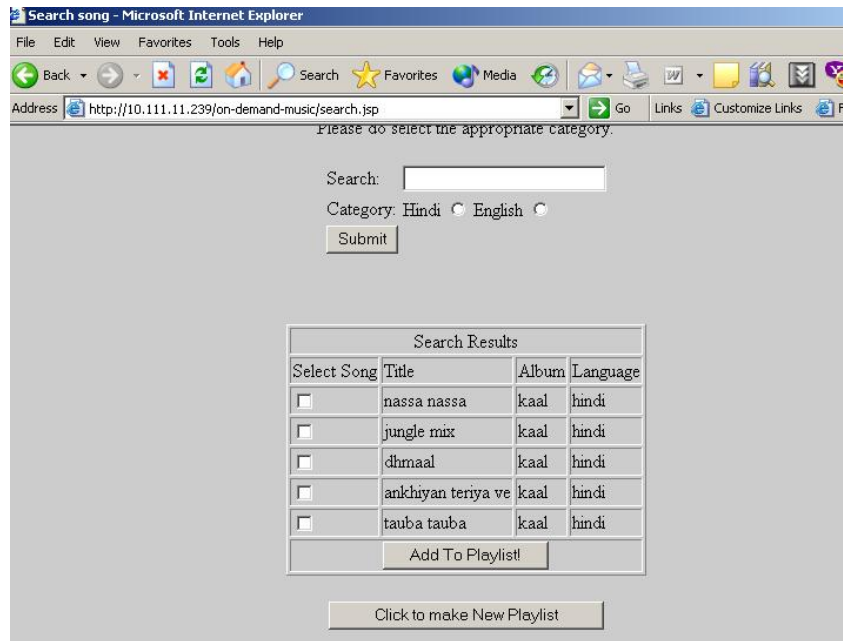 Search song - Microsoft Internet Explorer
File Edit View Favorites Tools Help
Back Search Favorites Media W
Address http://10.111.11.239/on-demand-music/search.jsp Go Links Customize Links F
Please do select the appropriate category.
Search:
Category: Hindi English
Submit
Search Results
Select Song Title Album Language
nassa nassa kaal hindi
jungle mix kaal hindi
dhmaal kaal hindi
ankhiyan teriya ve kaal hindi
tauba tauba kaal hindi
Add To Playlist!
Click to make New Playlist